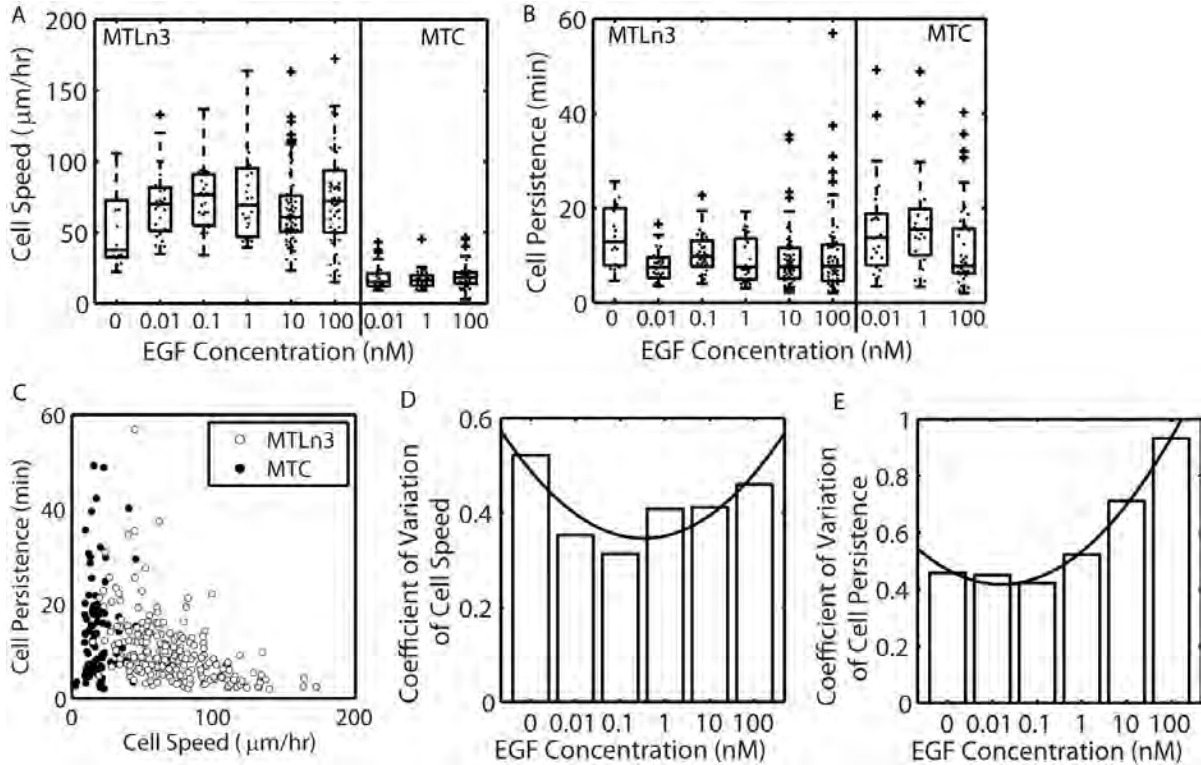 A
MTLn3
MTC
Cell Speed (μm/hr)
200
150
100
50
0
0 0.01 0.1 1 10 100 0.01 1 100
EGF Concentration (nM)
B
MTLn3
MTC
Cell Persistence (min)
60
40
20
0
0 0.01 0.1 1 10 100 0.01 1 100
EGF Concentration (nM)
C
MTLn3
MTC
Cell Persistence (min)
60
40
20
0
0 100 200
Cell Speed (μm/hr)
D
Coefficient of Variation
of Cell Speed
0.6
0.4
0.2
0
0 0.01 0.1 1 10 100
EGF Concentration (nM)
E
Coefficient of Variation
of Cell Persistence
1
0.8
0.6
0.4
0.2
0
0 0.01 0.1 1 10 100
EGF Concentration (nM)